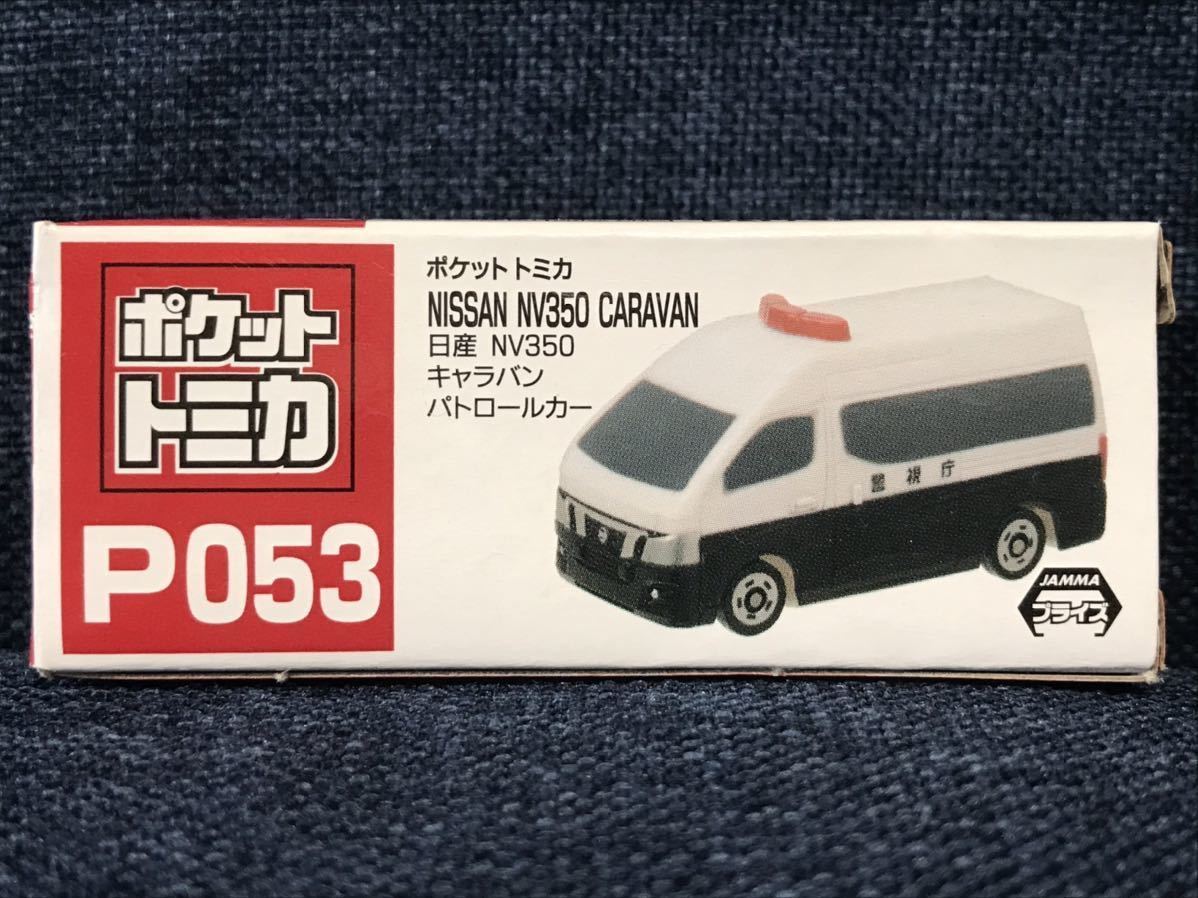 ポケット
トミカ
P053
ポケットトミカ
NISSAN NV350 CARAVAN
日産 NV350
キャラバン
パトロールカー
警視庁
JAMMA
プライズ